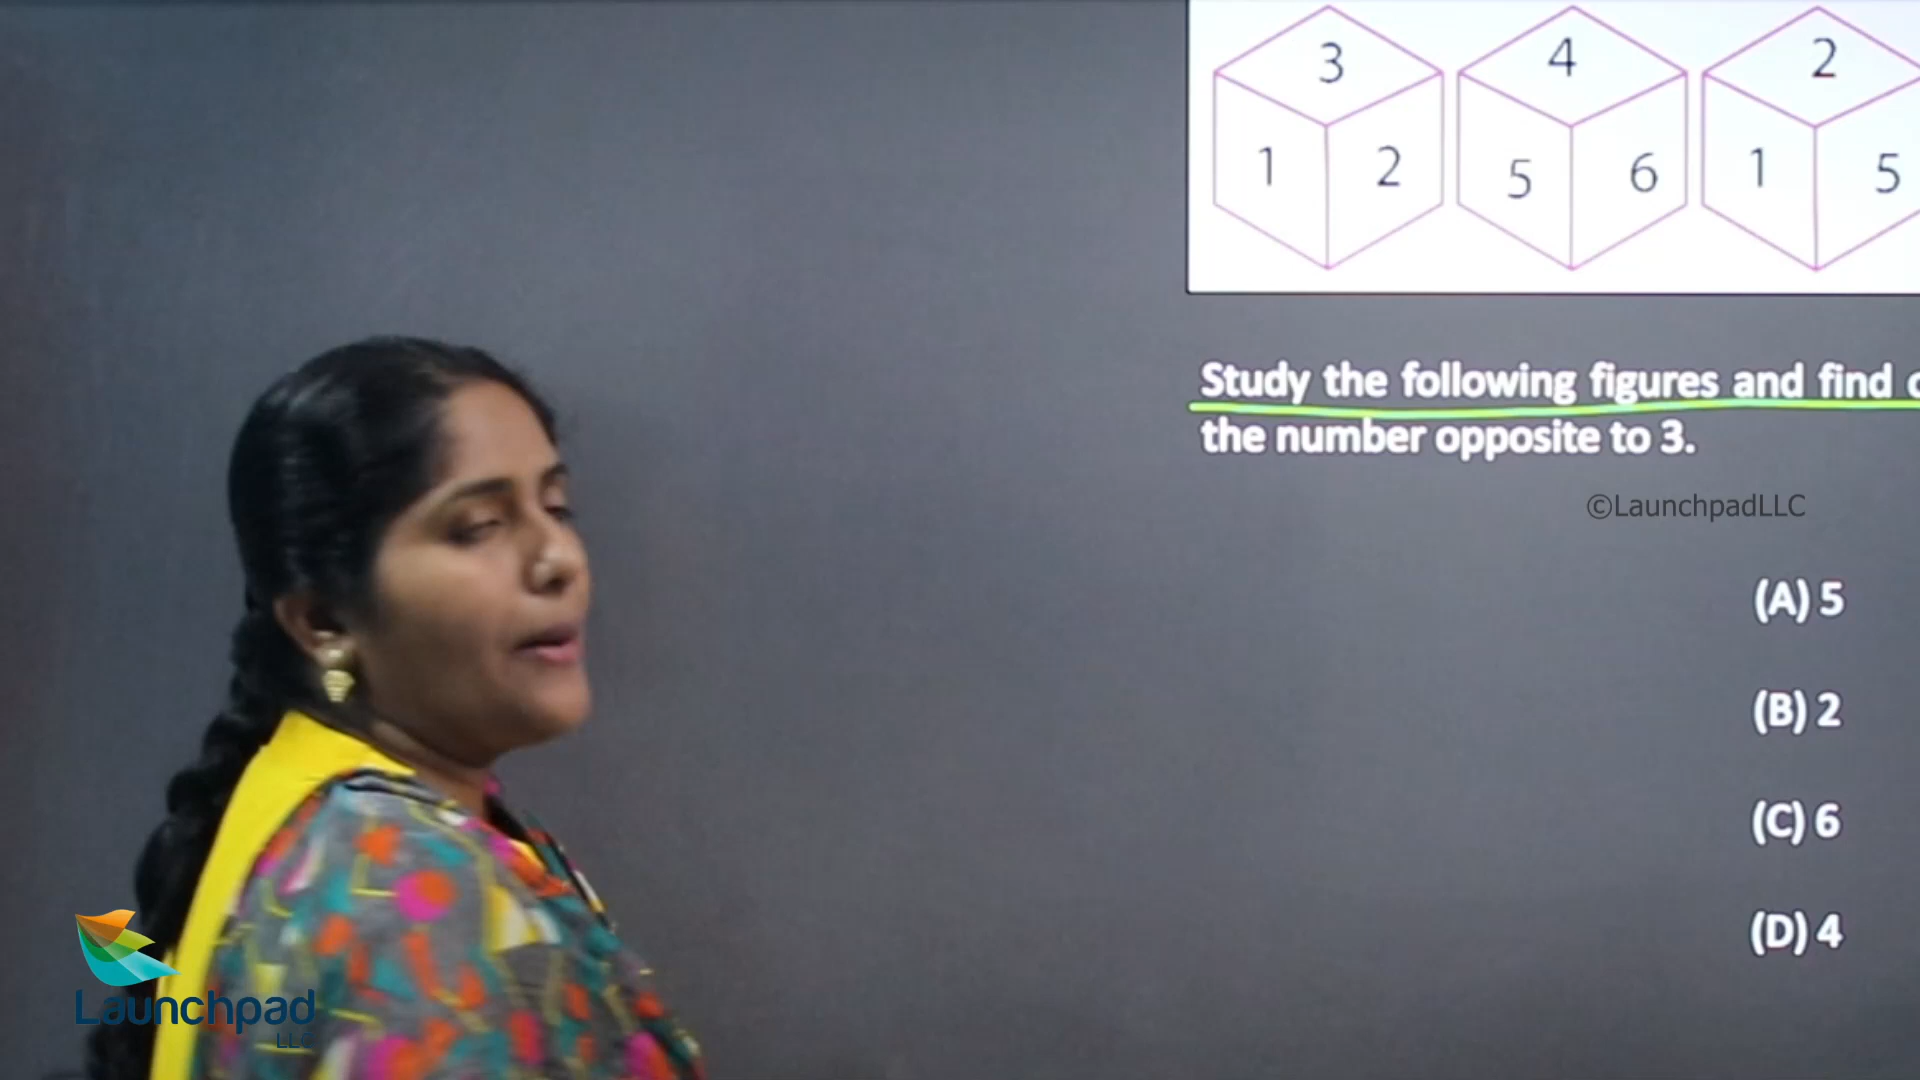 3 4 2
1 2 5 6 1 5
Study the following figures and find
the number opposite to 3.
©LaunchpadLLC
(A) 5
(B) 2
(C) 6
(D) 4
Launchpad
LLC